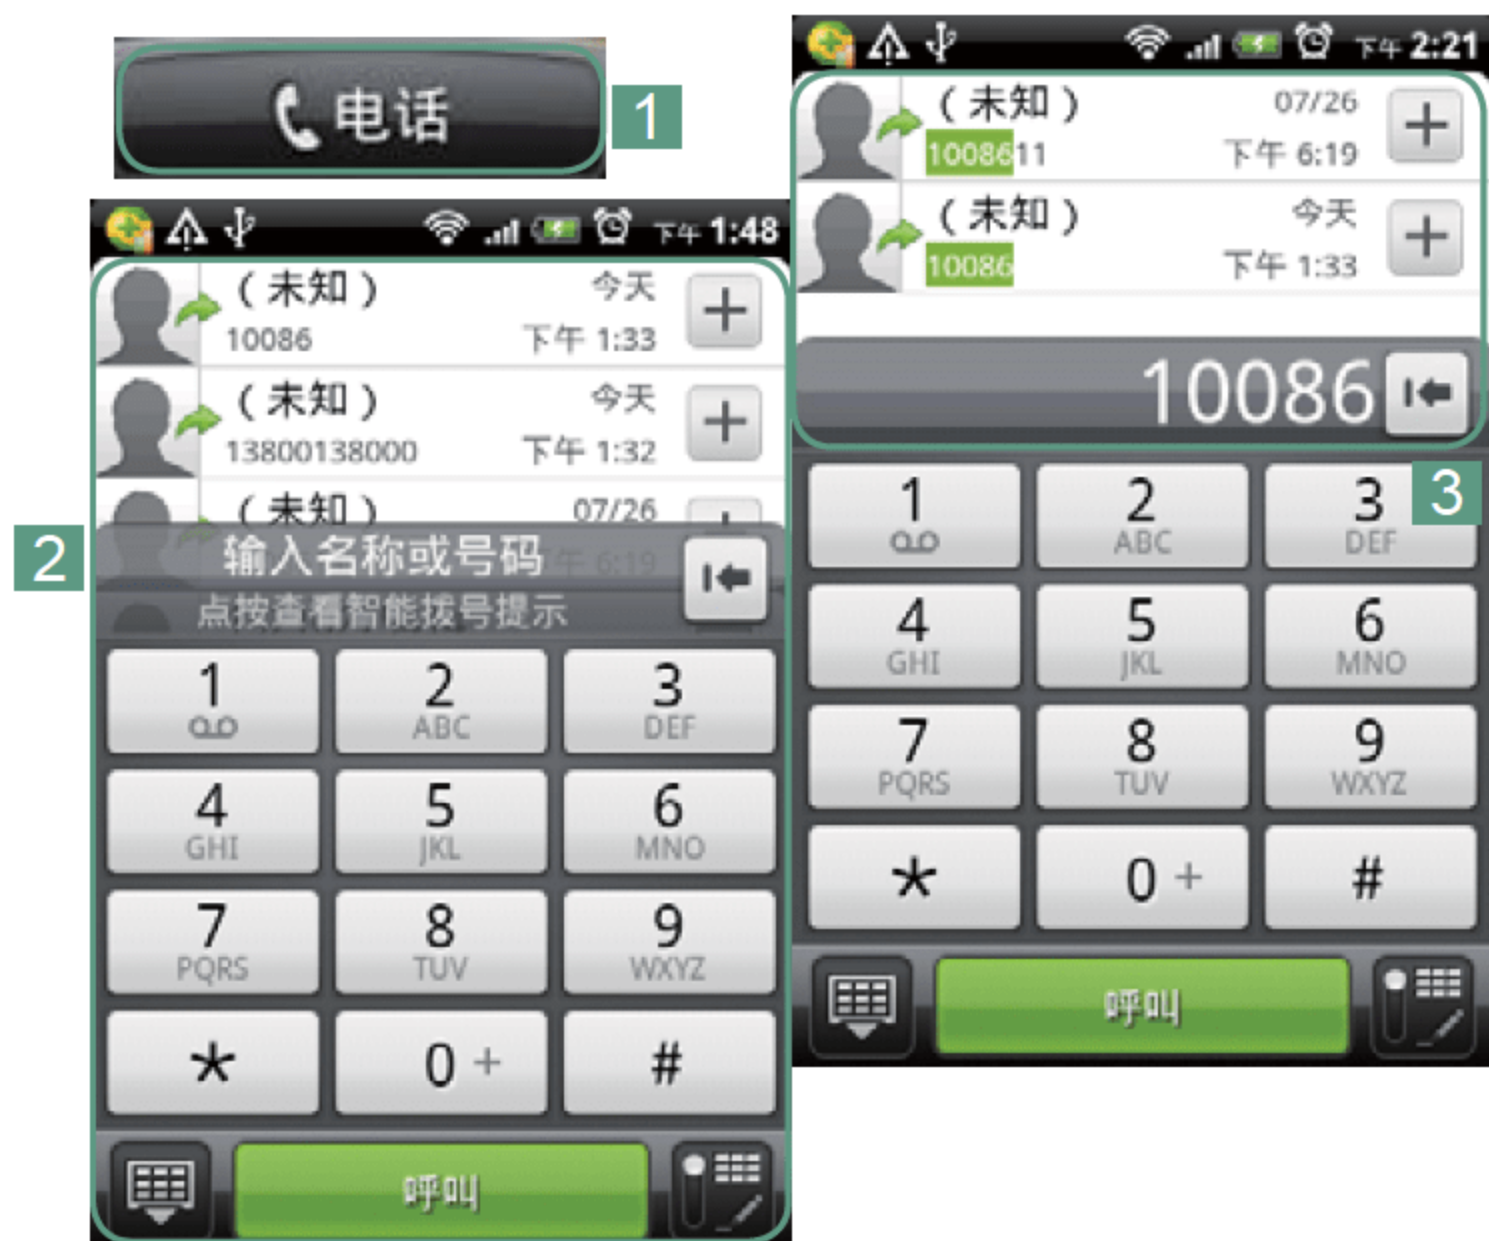 电话
1
下午 1:48
(未知) 今天
10086 下午 1:33
(未知) 今天
13800138000 下午 1:32
(未知) 07/26
下午 6:19
2
输入名称或号码
点按查看智能拨号提示
1 2 3
ABC DEF
4 5 6
GHI JKL MNO
7 8 9
PQRS TUV WXYZ
* 0 + #
呼叫
下午 2:21
(未知) 07/26
1008611 下午 6:19
(未知) 今天
10086 下午 1:33
10086
3
1 2 3
ABC DEF
4 5 6
GHI JKL MNO
7 8 9
PQRS TUV WXYZ
* 0 + #
呼叫